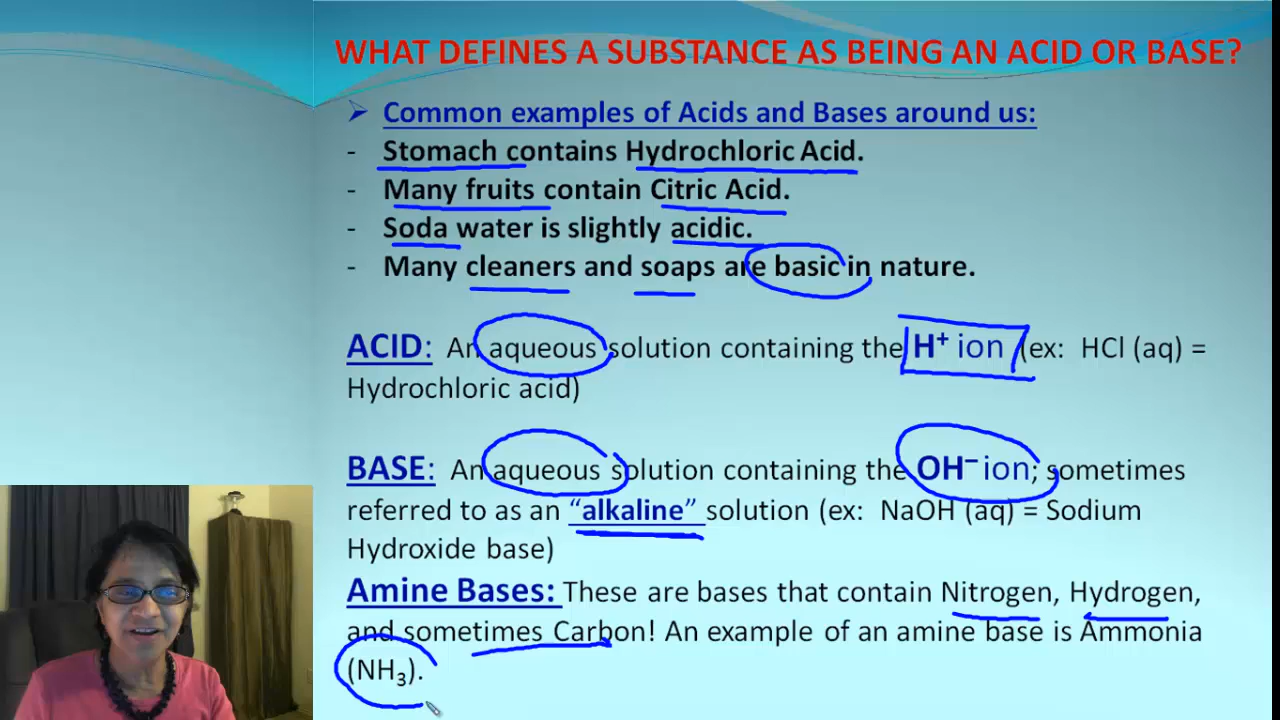 WHAT DEFINES A SUBSTANCE AS BEING AN ACID OR BASE?
➢ Common examples of Acids and Bases around us:
- Stomach contains Hydrochloric Acid.
- Many fruits contain Citric Acid.
- Soda water is slightly acidic.
- Many cleaners and soaps are basic in nature.
ACID: An aqueous solution containing the H⁺ ion (ex: HCl (aq) =
Hydrochloric acid)
BASE: An aqueous solution containing the OH⁻ ion; sometimes
referred to as an “alkaline” solution (ex: NaOH (aq) = Sodium
Hydroxide base)
Amine Bases: These are bases that contain Nitrogen, Hydrogen,
and sometimes Carbon! An example of an amine base is Ammonia
(NH₃).